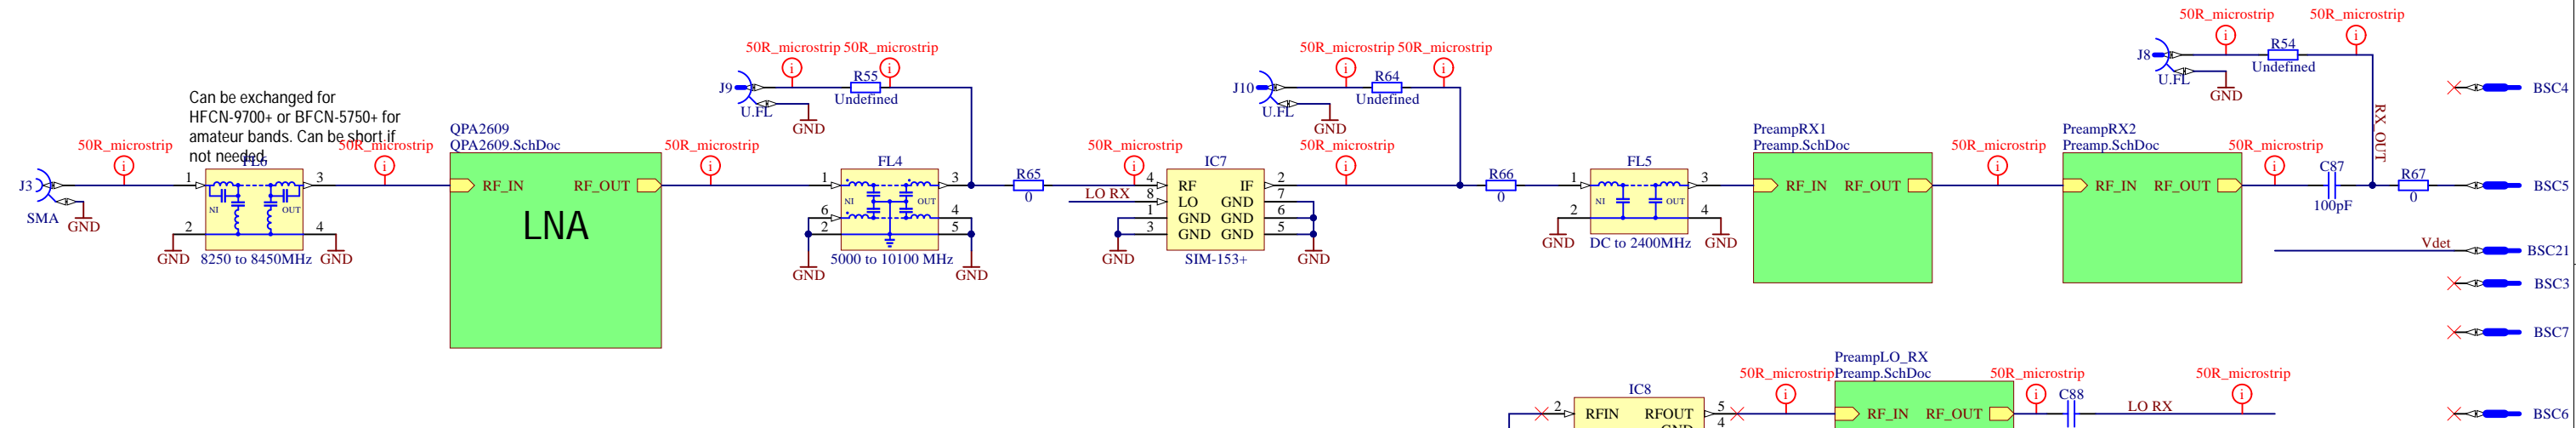 50R_microstrip 50R_microstrip
J8
R54
U.FL
Undefined
GND
RX_OUT
50R_microstrip 50R_microstrip
J9
R55
U.FL
Undefined
GND
50R_microstrip 50R_microstrip
J10
R64
U.FL
Undefined
GND
BSC4
Can be exchanged for
HFCN-9700+ or BFCN-5750+ for
amateur bands. Can be short if
not needed.
50R_microstrip
J3
SMA
GND
FL6
1
3
2
4
NI
OUT
GND
8250 to 8450MHz
GND
50R_microstrip
QPA2609
QPA2609.SchDoc
RF_IN
RF_OUT
LNA
50R_microstrip
FL4
1
3
6
4
2
5
NI
OUT
GND
5000 to 10100 MHz
GND
R65
0
50R_microstrip
LO RX
IC7
4 RF IF 2
8 LO GND 7
1 GND GND 6
3 GND GND 5
GND
SIM-153+
GND
50R_microstrip
R66
0
FL5
1
3
2
4
NI
OUT
GND
DC to 2400MHz
GND
PreampRX1
Preamp.SchDoc
RF_IN RF_OUT
50R_microstrip
PreampRX2
Preamp.SchDoc
RF_IN RF_OUT
50R_microstrip
C87
100pF
R67
0
BSC5
Vdet
BSC21
BSC3
BSC7
IC8
2 RFIN RFOUT 5
4
50R_microstrip
PreampLO_RX
Preamp.SchDoc
RF_IN RF_OUT
50R_microstrip
C88
LO RX
50R_microstrip
BSC6